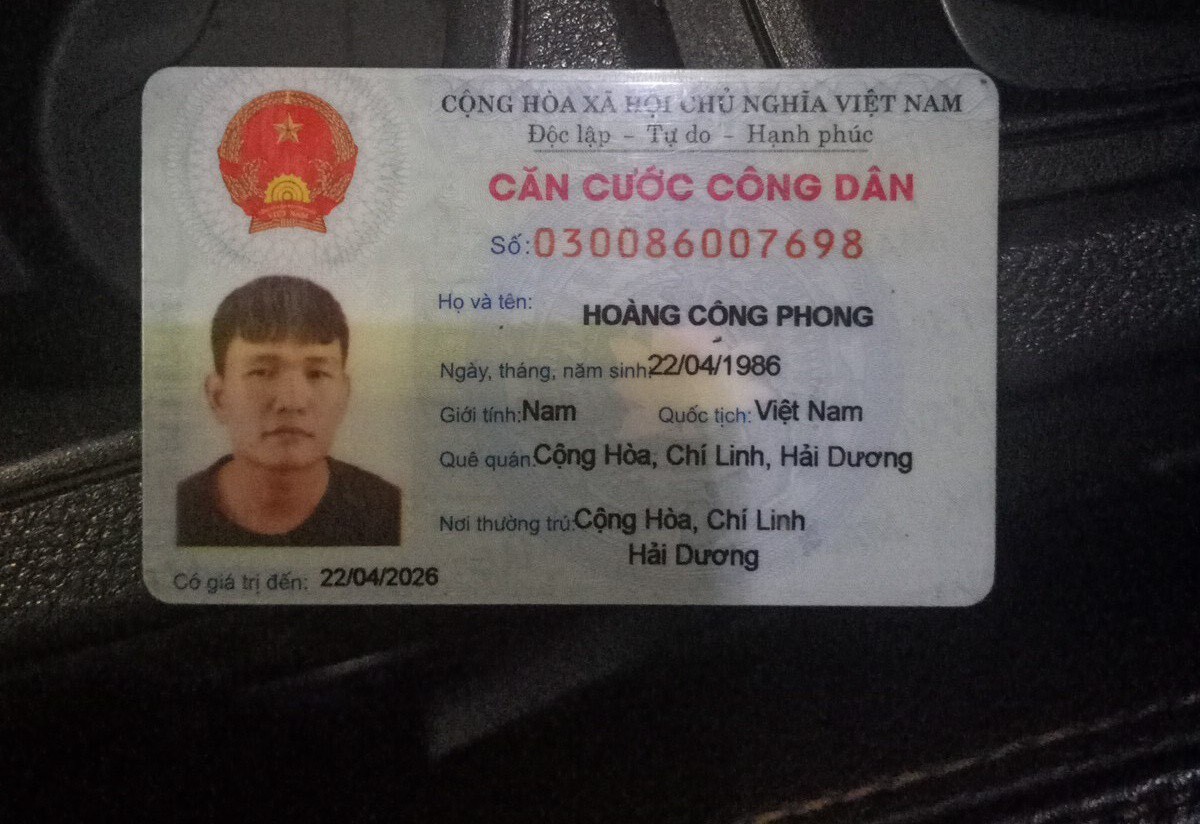 CỘNG HÒA XÃ HỘI CHỦ NGHĨA VIỆT NAM
Độc lập - Tự do - Hạnh phúc
CĂN CƯỚC CÔNG DÂN
Số: 030086007698
Họ và tên: HOÀNG CÔNG PHONG
Ngày, tháng, năm sinh: 22/04/1986
Giới tính: Nam Quốc tịch: Việt Nam
Quê quán: Cộng Hòa, Chí Linh, Hải Dương
Nơi thường trú: Cộng Hòa, Chí Linh
Hải Dương
Có giá trị đến: 22/04/2026
VIỆT NAM